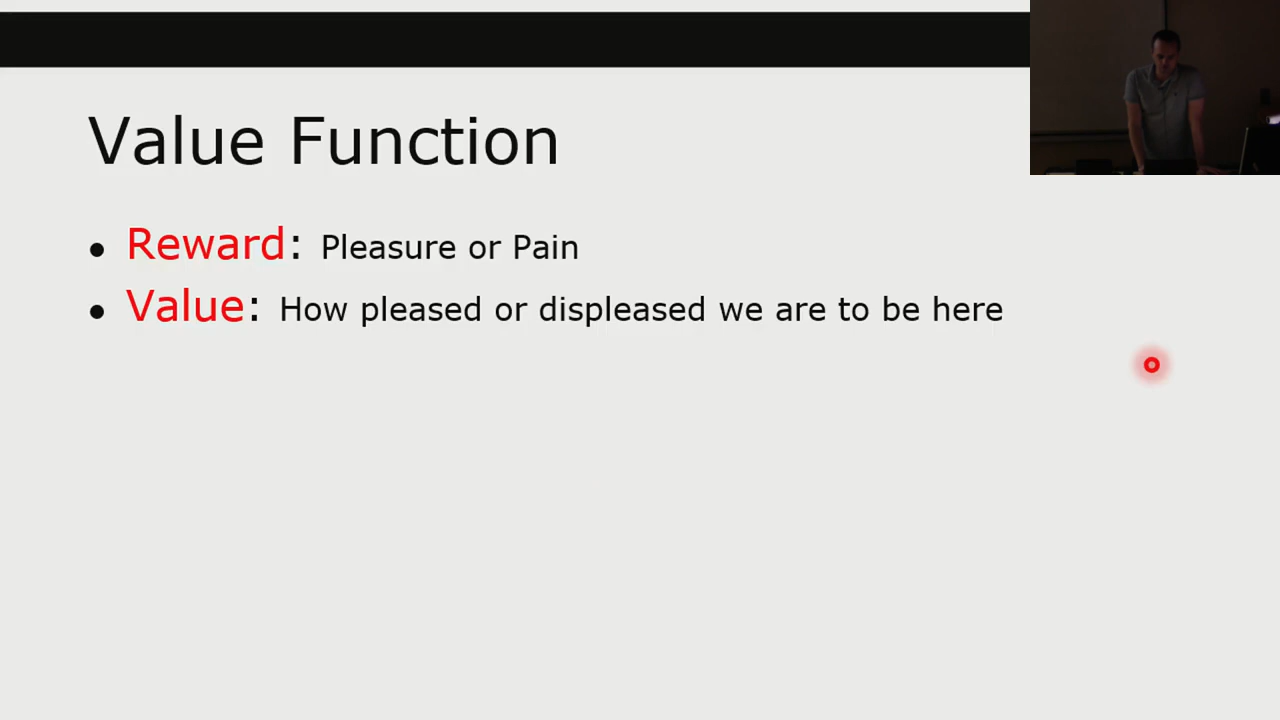 Value Function
• Reward: Pleasure or Pain
• Value: How pleased or displeased we are to be here